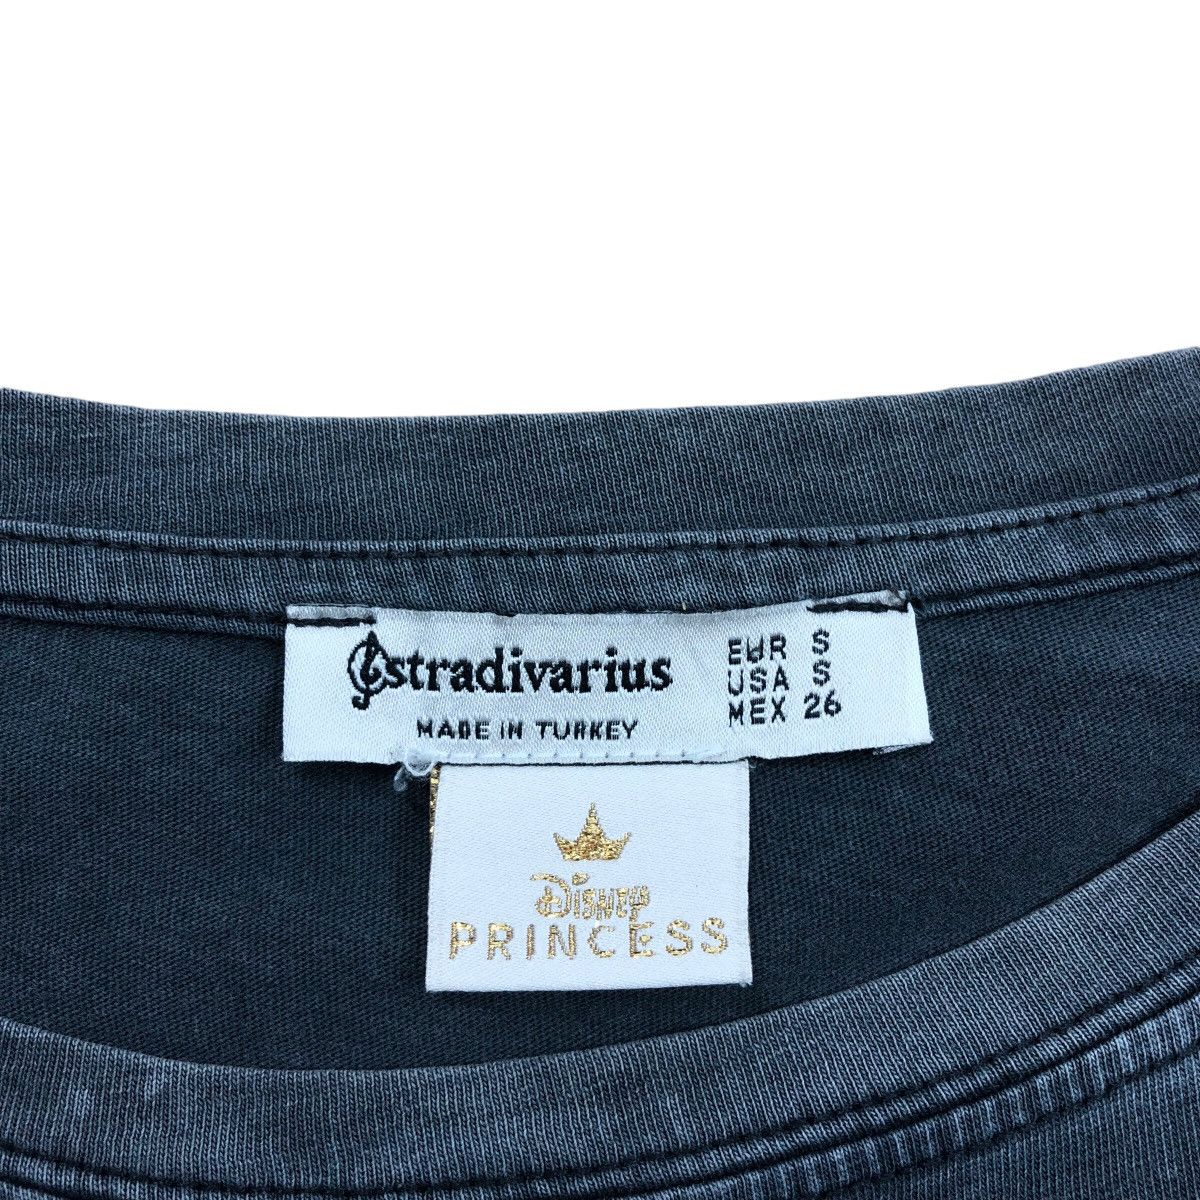 stradivarius
MADE IN TURKEY
EUR S
USA S
MEX 26
Disney
PRINCESS